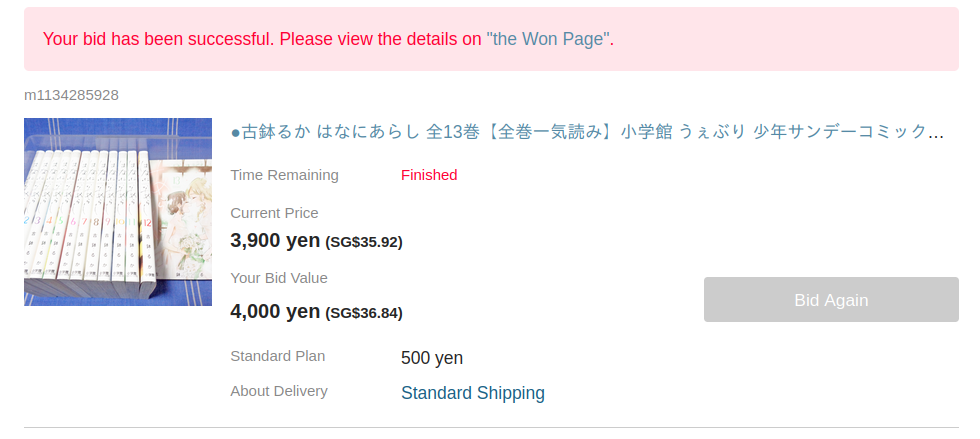 Your bid has been successful. Please view the details on "the Won Page".
m1134285928
●古鉢るか はなにあらし 全13巻【全巻一気読み】小学館 うぇぶり 少年サンデーコミック...
Time Remaining Finished
Current Price
3,900 yen (SG$35.92)
Your Bid Value
4,000 yen (SG$36.84)
Bid Again
Standard Plan 500 yen
About Delivery Standard Shipping